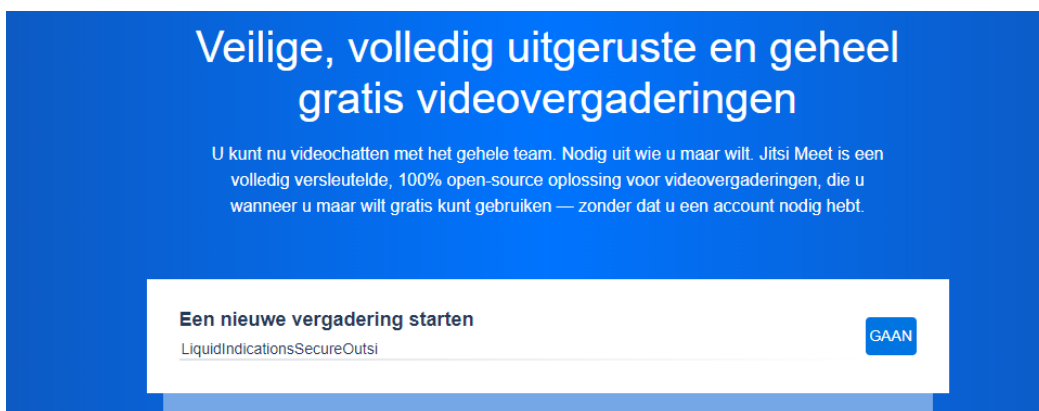 Veilige, volledig uitgeruste en geheel
gratis videovergaderingen
U kunt nu videochatten met het gehele team. Nodig uit wie u maar wilt. Jitsi Meet is een
volledig versleutelde, 100% open-source oplossing voor videovergaderingen, die u
wanneer u maar wilt gratis kunt gebruiken — zonder dat u een account nodig hebt.
Een nieuwe vergadering starten
LiquidIndicationsSecureOutsi
GAAN